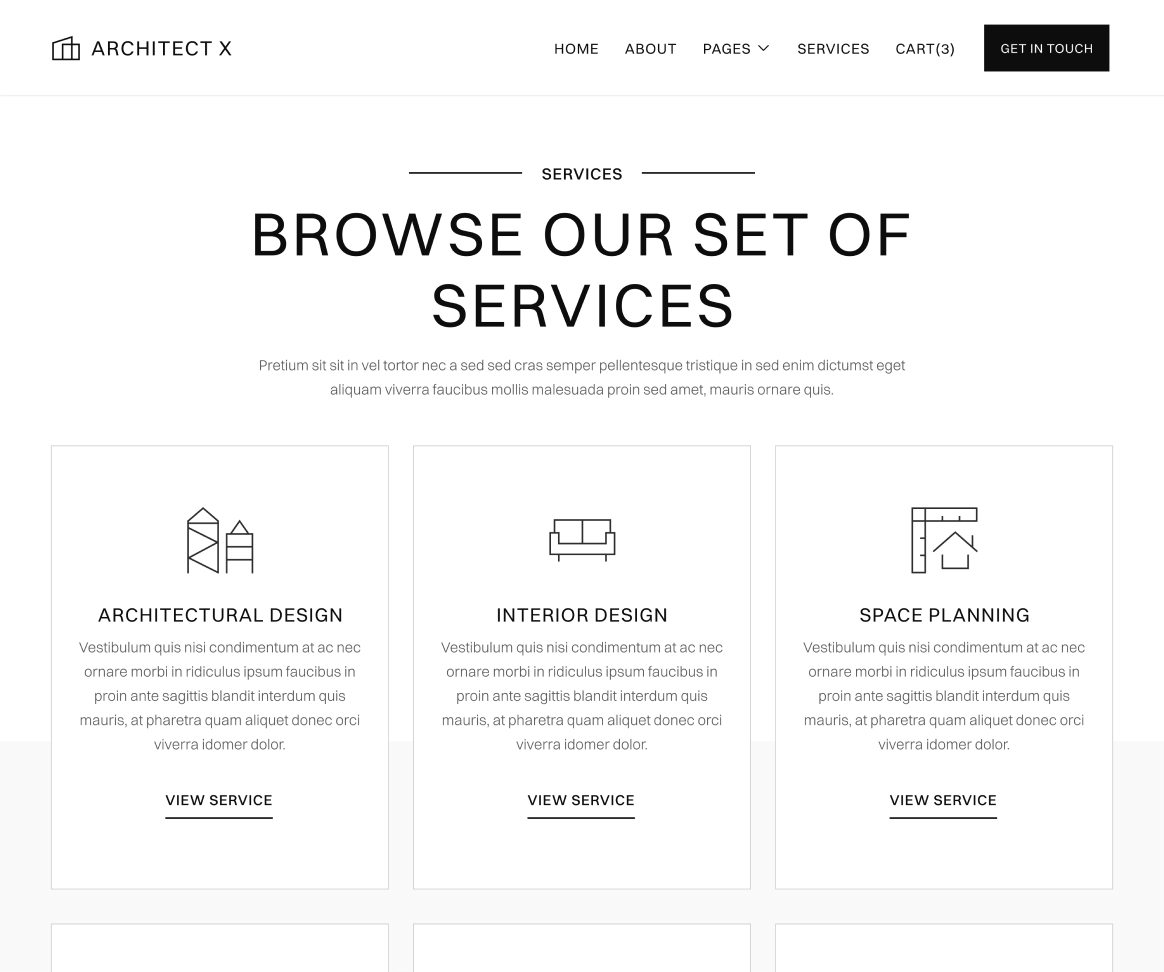 ARCHITECT X
HOME ABOUT PAGES SERVICES CART(3) GET IN TOUCH
SERVICES
BROWSE OUR SET OF
SERVICES
Pretium sit sit in vel tortor nec a sed sed cras semper pellentesque tristique in sed enim dictumst eget
aliquam viverra faucibus mollis malesuada proin sed amet, mauris ornare quis.
ARCHITECTURAL DESIGN
Vestibulum quis nisi condimentum at ac nec
ornare morbi in ridiculus ipsum faucibus in
proin ante sagittis blandit interdum quis
mauris, at pharetra quam aliquet donec orci
viverra idomer dolor.
VIEW SERVICE
INTERIOR DESIGN
Vestibulum quis nisi condimentum at ac nec
ornare morbi in ridiculus ipsum faucibus in
proin ante sagittis blandit interdum quis
mauris, at pharetra quam aliquet donec orci
viverra idomer dolor.
VIEW SERVICE
SPACE PLANNING
Vestibulum quis nisi condimentum at ac nec
ornare morbi in ridiculus ipsum faucibus in
proin ante sagittis blandit interdum quis
mauris, at pharetra quam aliquet donec orci
viverra idomer dolor.
VIEW SERVICE